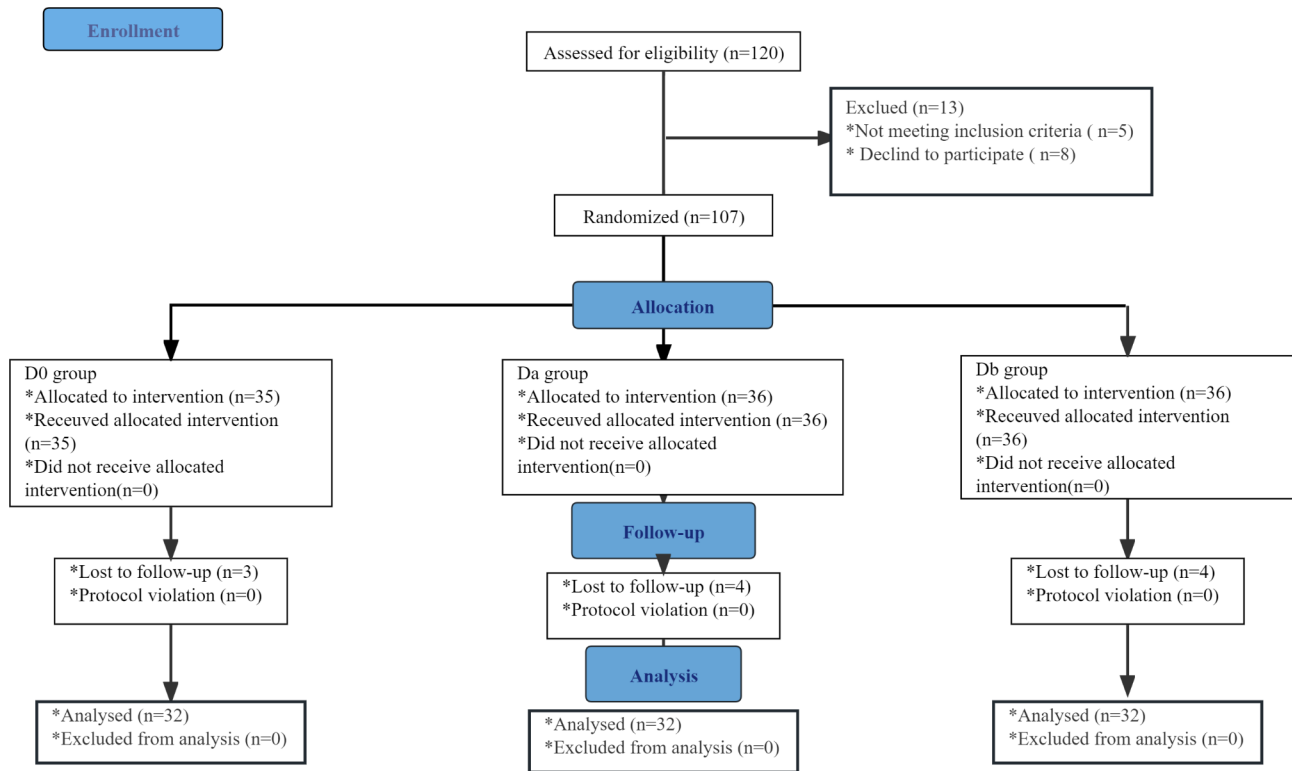 Enrollment
Assessed for eligibility (n=120)
Exclued (n=13)
*Not meeting inclusion criteria ( n=5)
* Declind to participate ( n=8)
Randomized (n=107)
Allocation
D0 group
*Allocated to intervention (n=35)
*Receuved allocated intervention
(n=35)
*Did not receive allocated
intervention(n=0)
Da group
*Allocated to intervention (n=36)
*Receuved allocated intervention (n=36)
*Did not receive allocated
intervention(n=0)
Db group
*Allocated to intervention (n=36)
*Receuved allocated intervention
(n=36)
*Did not receive allocated
intervention(n=0)
Follow-up
*Lost to follow-up (n=3)
*Protocol violation (n=0)
*Lost to follow-up (n=4)
*Protocol violation (n=0)
*Lost to follow-up (n=4)
*Protocol violation (n=0)
Analysis
*Analysed (n=32)
*Excluded from analysis (n=0)
*Analysed (n=32)
*Excluded from analysis (n=0)
*Analysed (n=32)
*Excluded from analysis (n=0)